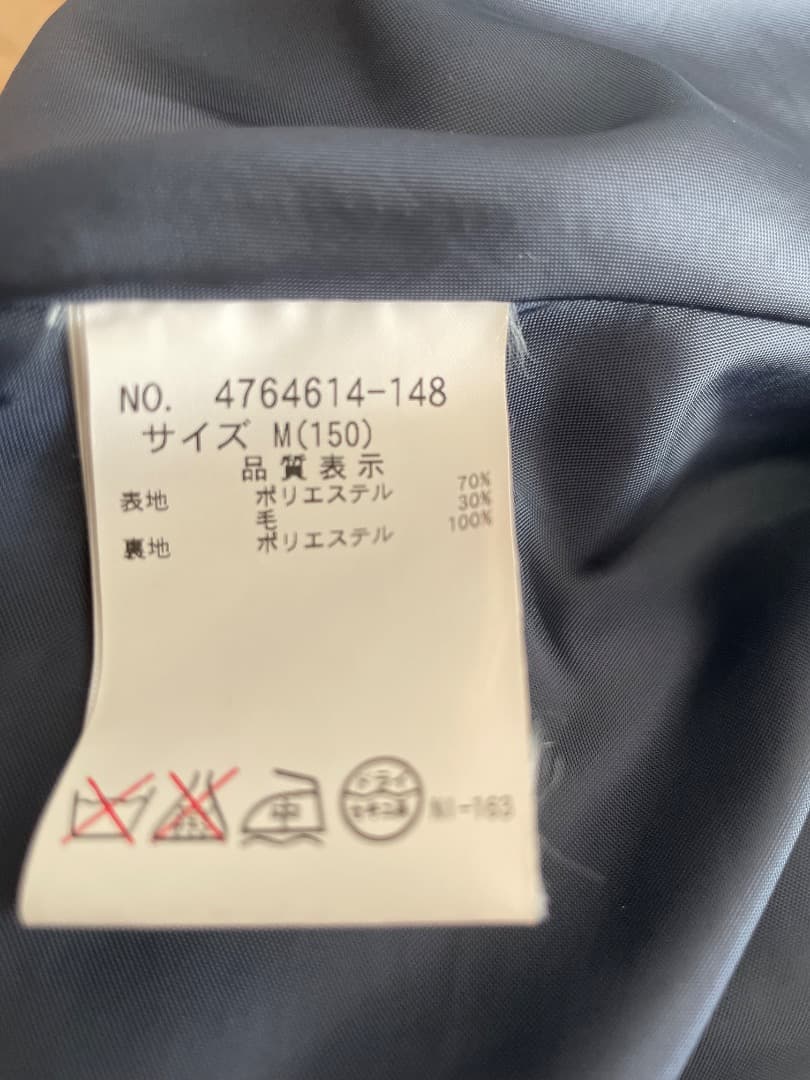 NO. 4764614-148
サイズ M(150)
品質表示
表地 ポリエステル 70%
毛 30%
裏地 ポリエステル 100%
中
ドライ
セキユ系
NI-163